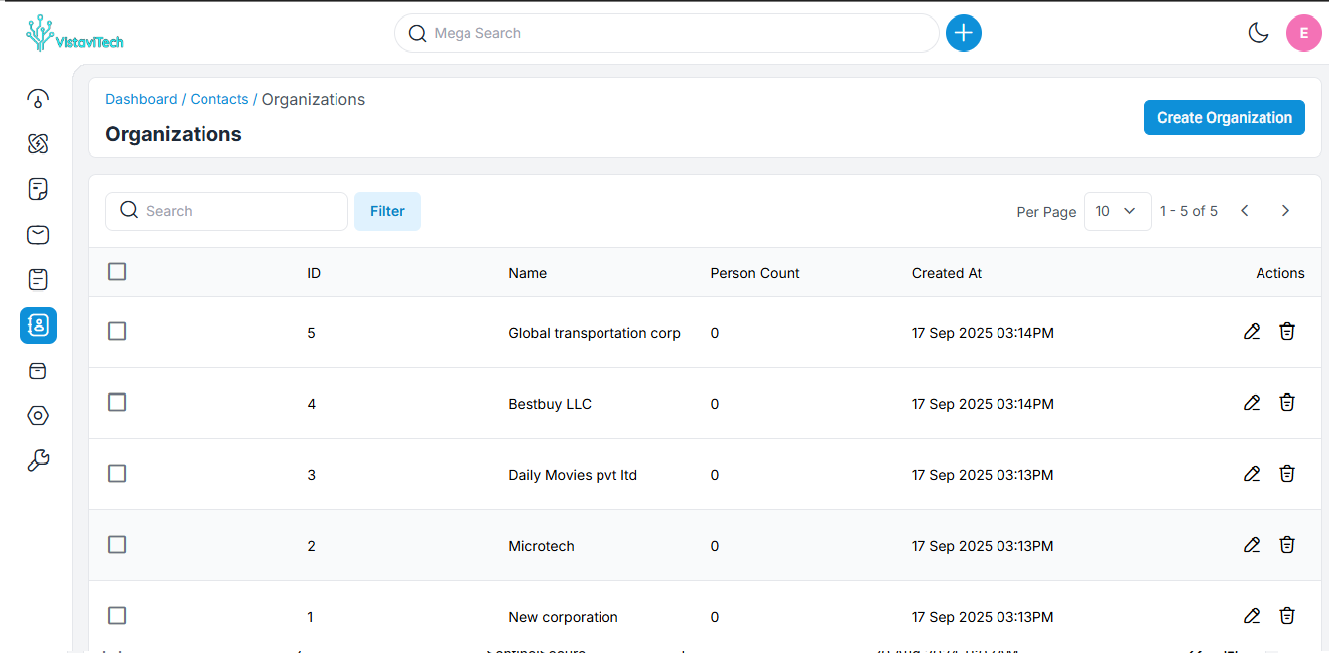 VistaviTech
Mega Search
E
Dashboard / Contacts / Organizations
Organizations
Create Organization
Search
Filter
Per Page 10 1 - 5 of 5
ID Name Person Count Created At Actions
5 Global transportation corp 0 17 Sep 2025 03:14PM
4 Bestbuy LLC 0 17 Sep 2025 03:14PM
3 Daily Movies pvt ltd 0 17 Sep 2025 03:13PM
2 Microtech 0 17 Sep 2025 03:13PM
1 New corporation 0 17 Sep 2025 03:13PM